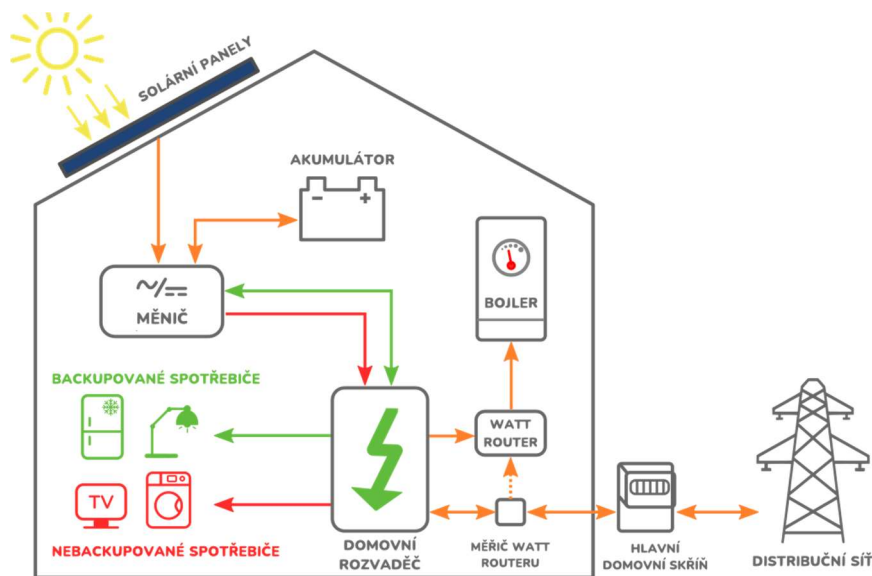 SOLÁRNÍ PANELY
AKUMULÁTOR
MĚNIČ
BOJLER
BACKUPOVANÉ SPOTŘEBIČE
WATT
ROUTER
TV
NEBACKUPOVANÉ SPOTŘEBIČE
DOMOVNÍ
ROZVADĚČ
MĚŘIČ WATT
ROUTERU
HLAVNÍ
DOMOVNÍ SKŘÍŇ
DISTRIBUČNÍ SÍŤ